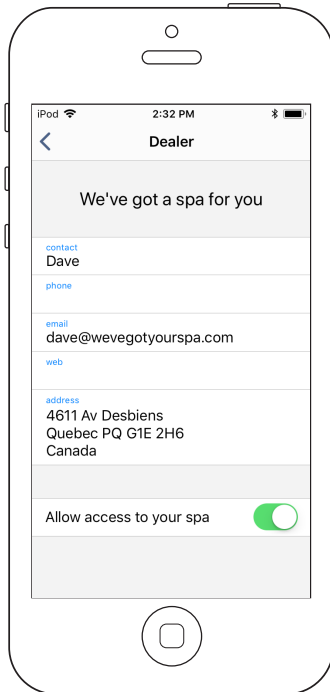 iPod 2:32 PM
Dealer
We've got a spa for you
contact
Dave
phone
email
dave@wevegotyourspa.com
web
address
4611 Av Desbiens
Quebec PQ G1E 2H6
Canada
Allow access to your spa